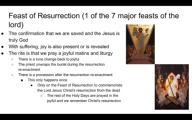 Feast of Resurrection (1 of the 7 major feasts of the
lord)
● The confirmation that we are saved and the Jesus is
truly God
● With suffering, joy is also present or is revealed
● The rite is that we pray a joyful matins and liturgy
○ There is a tone change back to joyful
○ The priest unwraps the burial during the resurrection
re-enactment
○ There is a procession after the resurrection re-enactment
■ This only happens once
● Only on the Feast of Resurrection to commemorate
the Lord Jesus Christ's resurrection from the dead
○ The rest of the Holy Days are prayed in the
joyful and we remember Christ's resurrection